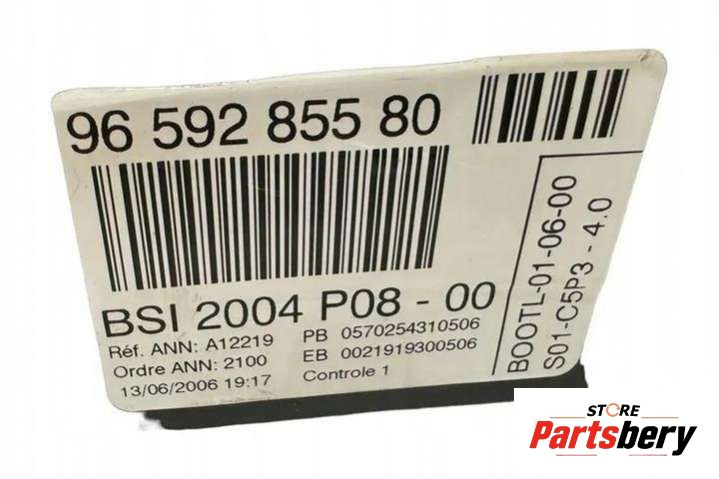 96 592 855 80
BSI 2004 P08 - 00
Réf. ANN: A12219
Ordre ANN: 2100
13/06/2006 19:17
PB 0570254310506
EB 0021919300506
Controle 1
BOOTL-01-06-00
S01-C5P3 - 4.0
STORE
Partsbery